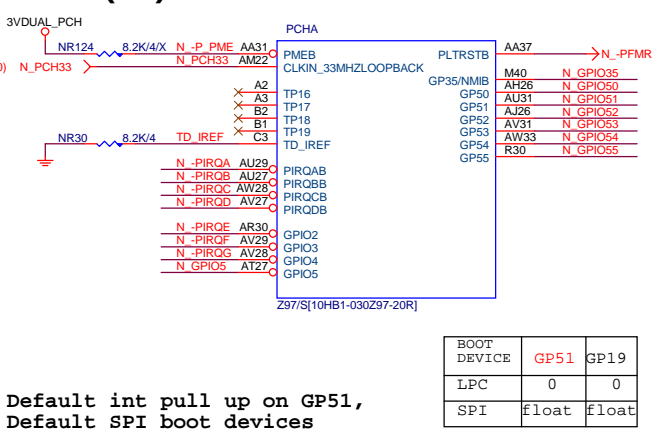 3VDUAL_PCH
PCHA
NR124 8.2K/4/X N_-P_PME AA31 PMEB PLTRSTB AA37 N_-PFMR
N_PCH33 N_PCH33 AM22 CLKIN_33MHZLOOPBACK
GP35/NMIB M40 N_GPIO35
A2 TP16 GP50 AH26 N_GPIO50
A3 TP17 GP51 AU31 N_GPIO51
B2 TP18 GP52 AJ26 N_GPIO52
B1 TP19 GP53 AV31 N_GPIO53
NR30 8.2K/4 TD_IREF C3 TD_IREF GP54 AW33 N_GPIO54
GP55 R30 N_GPIO55
N_-PIRQA AU29 PIRQAB
N_-PIRQB AU27 PIRQBB
N_-PIRQC AW28 PIRQCB
N_-PIRQD AV27 PIRQDB
N_-PIRQE AR30 GPIO2
N_-PIRQF AV29 GPIO3
N_-PIRQG AV28 GPIO4
N_GPIO5 AT27 GPIO5
Z97/S[10HB1-030Z97-20R]
BOOT
DEVICE GP51 GP19
LPC 0 0
SPI float float
Default int pull up on GP51,
Default SPI boot devices